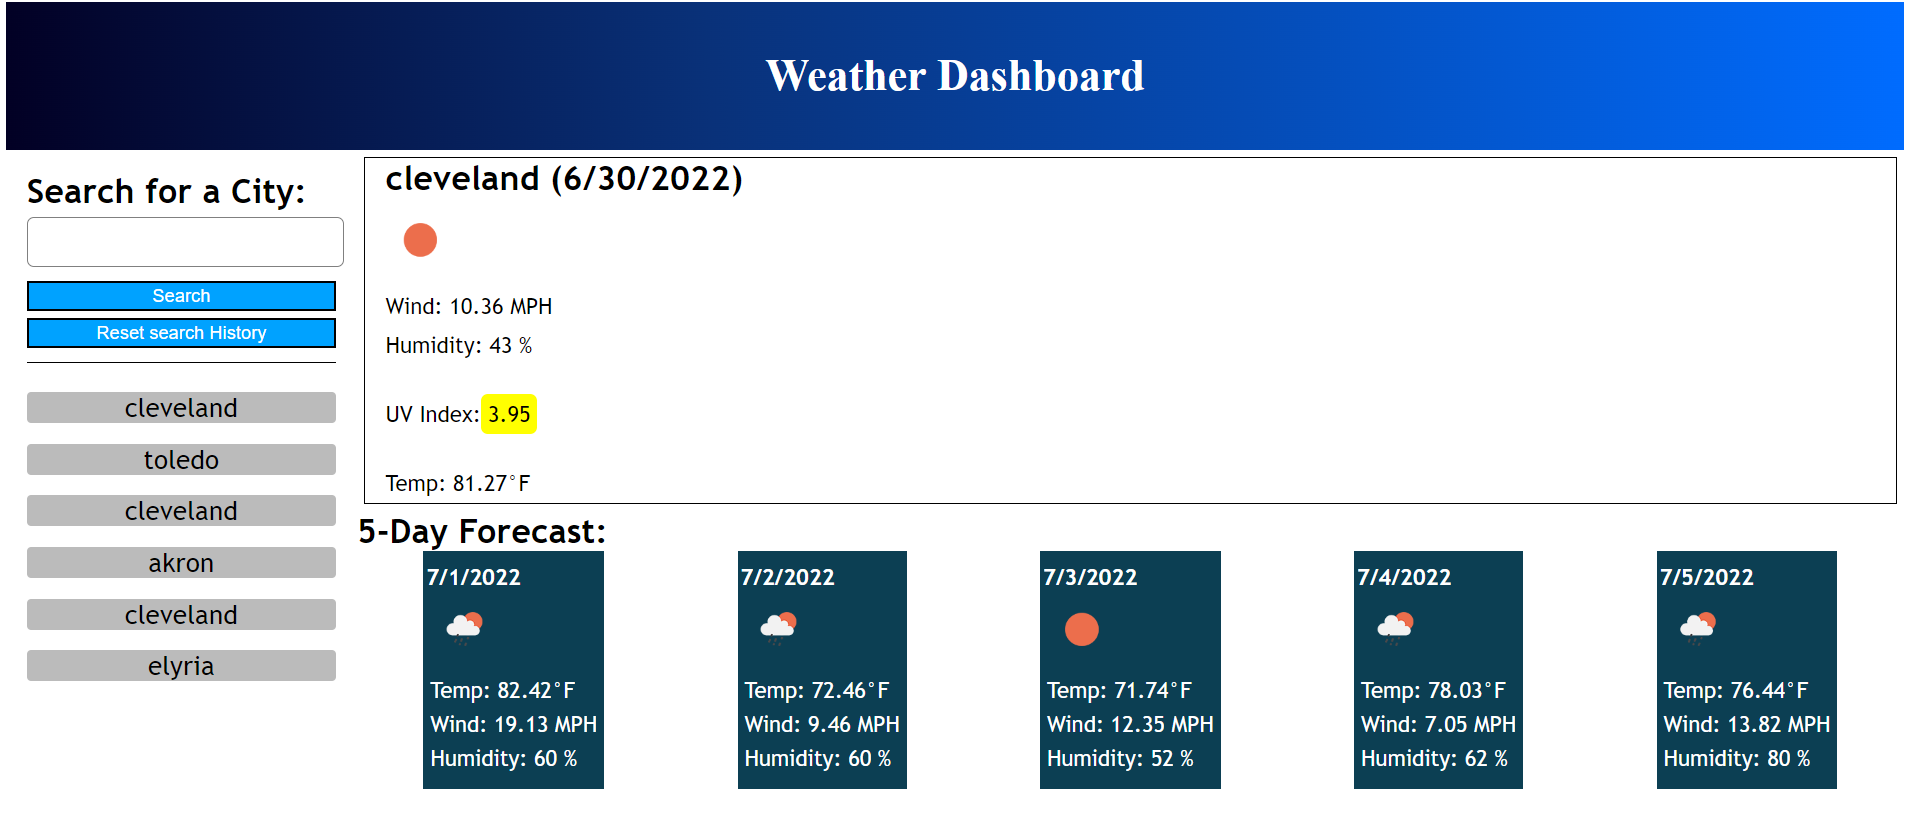 Weather Dashboard
Search for a City:
Search
Reset search History
cleveland
toledo
cleveland
akron
cleveland
elyria
cleveland (6/30/2022)
Wind: 10.36 MPH
Humidity: 43 %
UV Index: 3.95
Temp: 81.27°F
5-Day Forecast:
7/1/2022
Temp: 82.42°F
Wind: 19.13 MPH
Humidity: 60 %
7/2/2022
Temp: 72.46°F
Wind: 9.46 MPH
Humidity: 60 %
7/3/2022
Temp: 71.74°F
Wind: 12.35 MPH
Humidity: 52 %
7/4/2022
Temp: 78.03°F
Wind: 7.05 MPH
Humidity: 62 %
7/5/2022
Temp: 76.44°F
Wind: 13.82 MPH
Humidity: 80 %